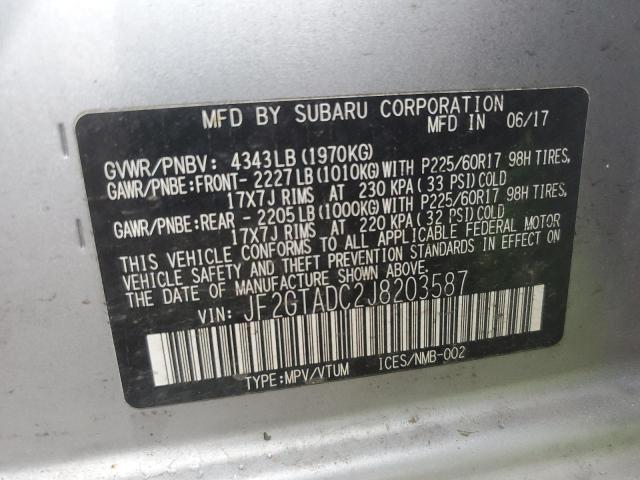 MFD BY SUBARU CORPORATION
MFD IN 06/17
GVWR/PNBV: 4343LB(1970KG)
GAWR/PNBE:FRONT-2227LB(1010KG)WITH P225/60R17 98H TIRES,
17X7J RIMS AT 230 KPA(33 PSI)COLD
GAWR/PNBE:REAR -2205LB(1000KG)WITH P225/60R17 98H TIRES,
17X7J RIMS AT 220 KPA(32 PSI)COLD
THIS VEHICLE CONFORMS TO ALL APPLICABLE FEDERAL MOTOR
VEHICLE SAFETY AND THEFT PREVENTION STANDARDS IN EFFECT ON
THE DATE OF MANUFACTURE SHOWN ABOVE.
VIN: JF2GTADC2J8203587
TYPE:MPV/VTUM ICES/NMB-002